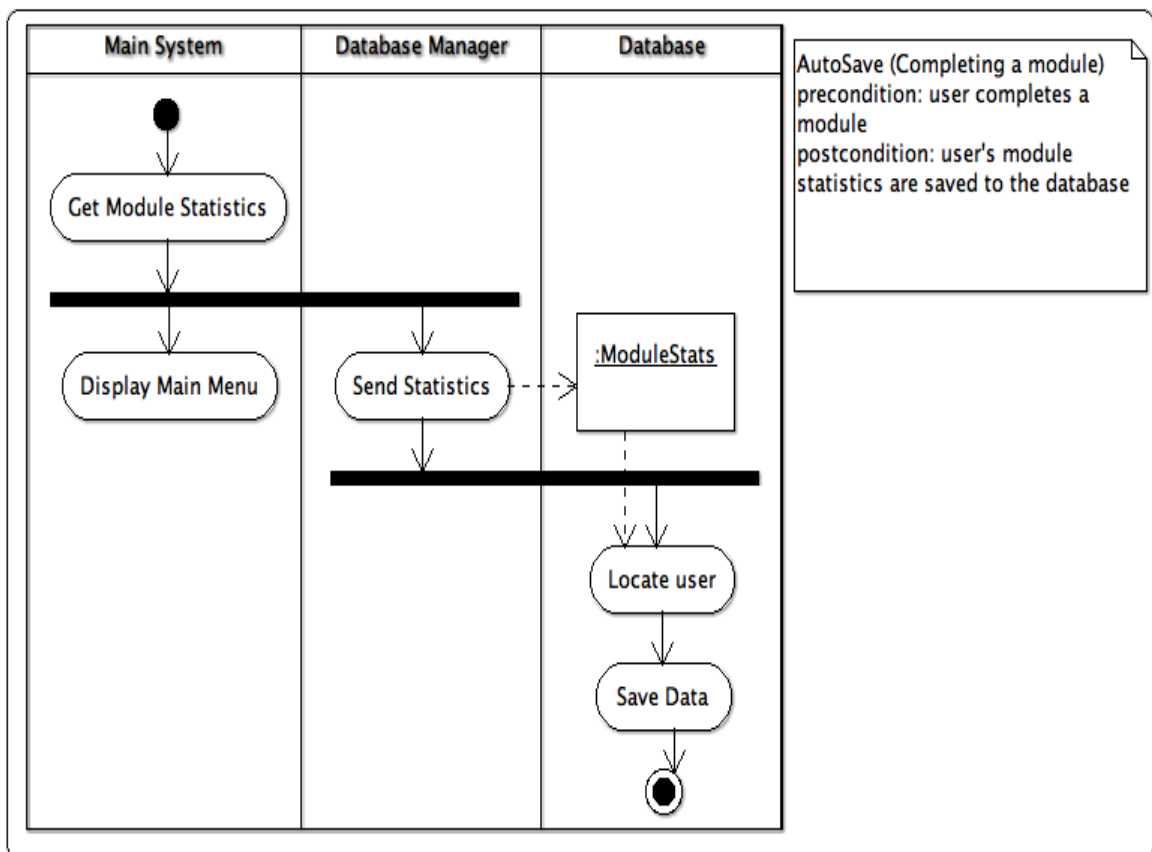 Main System
Database Manager
Database
AutoSave (Completing a module)
precondition: user completes a
module
postcondition: user's module
statistics are saved to the database
Get Module Statistics
Display Main Menu
Send Statistics
:ModuleStats
Locate user
Save Data